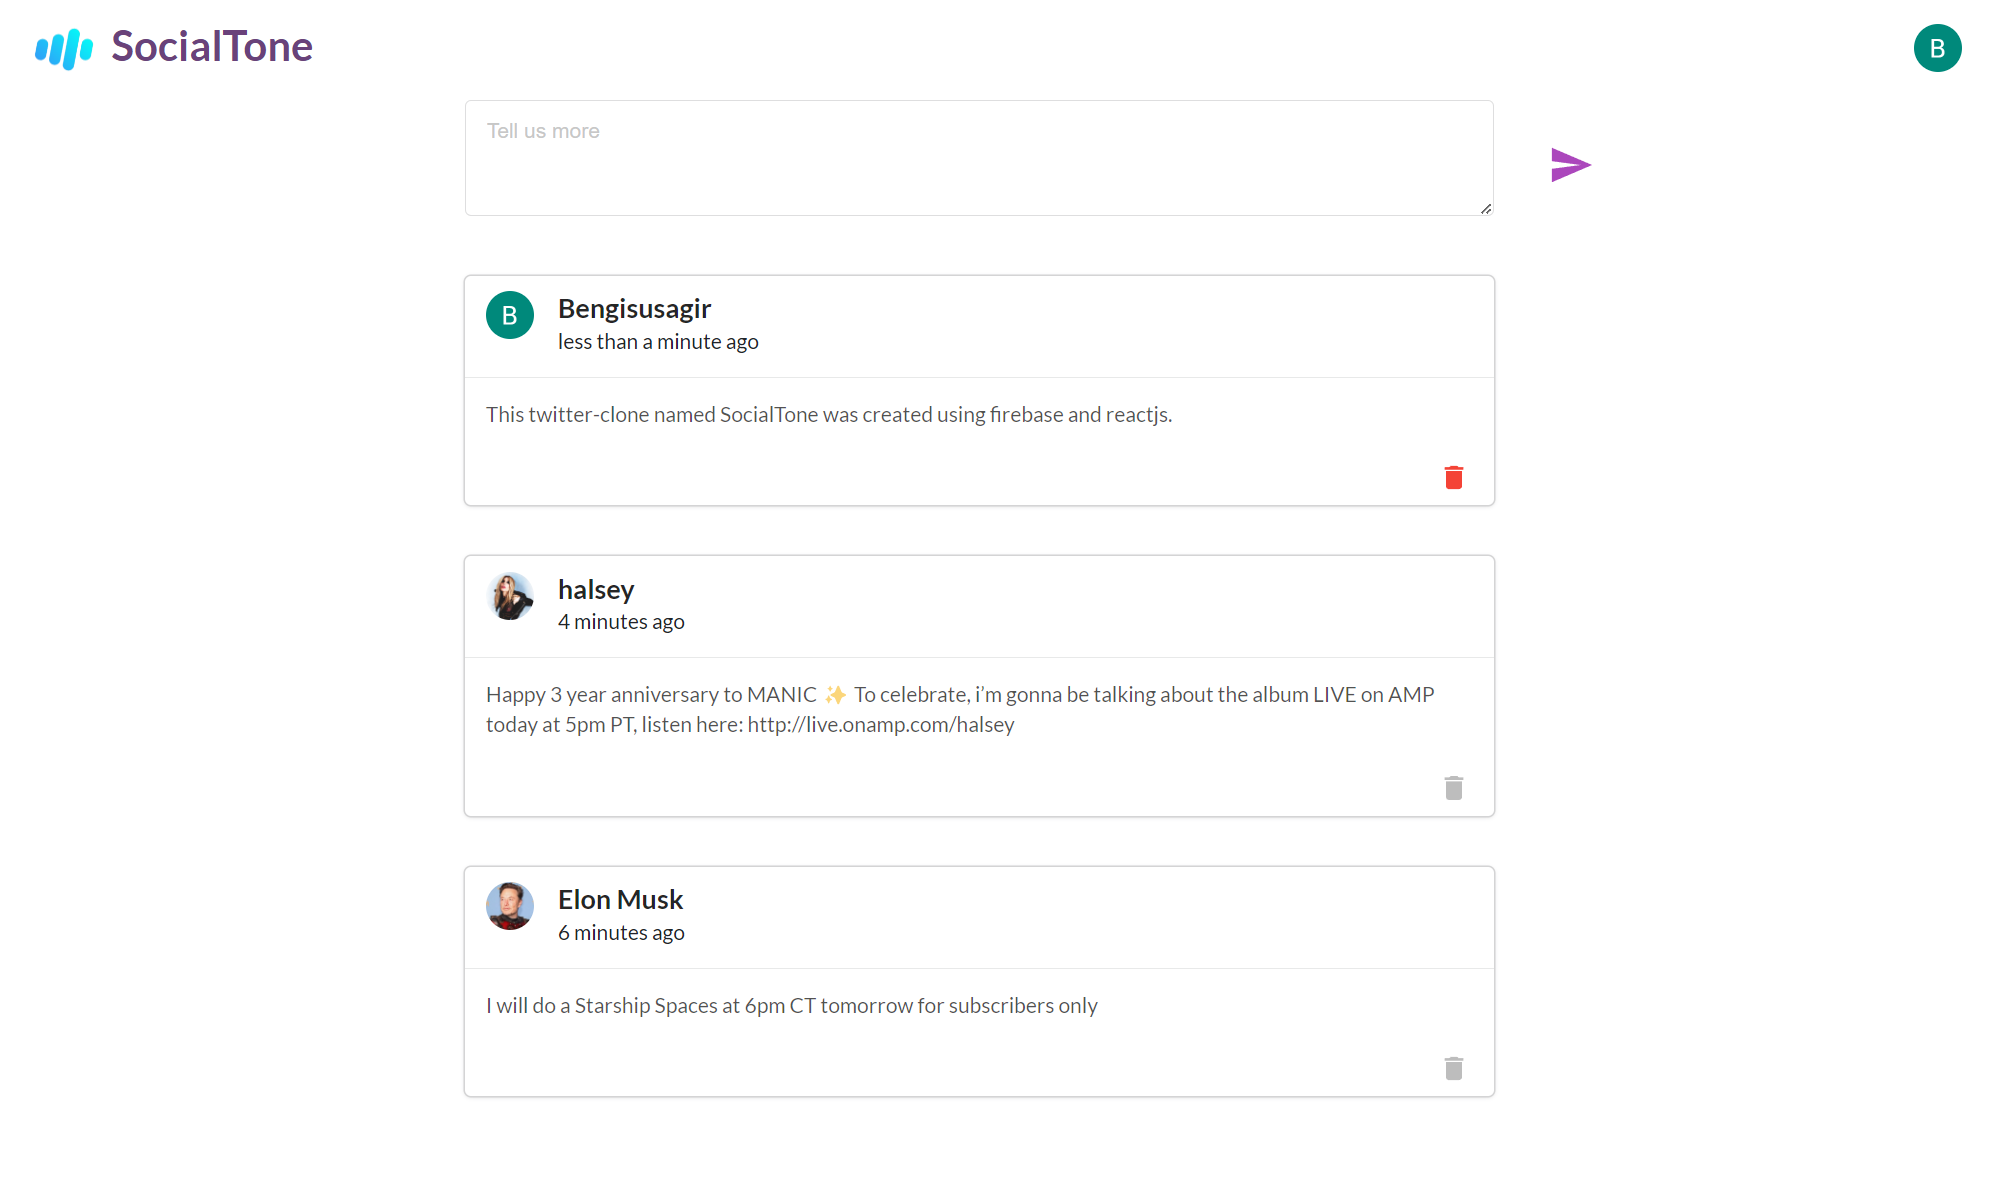 SocialTone
B
Tell us more
B
Bengisusagir
less than a minute ago
This twitter-clone named SocialTone was created using firebase and reactjs.
halsey
4 minutes ago
Happy 3 year anniversary to MANIC ✨ To celebrate, i’m gonna be talking about the album LIVE on AMP
today at 5pm PT, listen here: http://live.onamp.com/halsey
Elon Musk
6 minutes ago
I will do a Starship Spaces at 6pm CT tomorrow for subscribers only